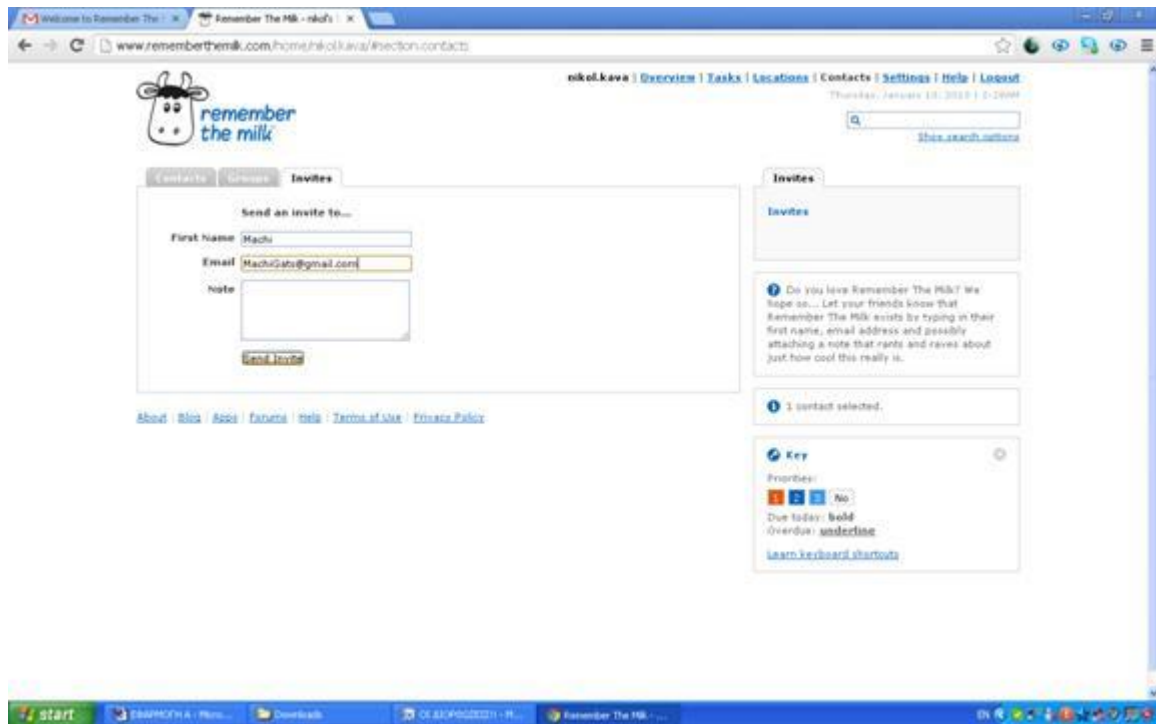 Remember The Milk - nikol's
www.rememberthemilk.com/home/nikol.kava/#section.contacts
remember
the milk
nikol.kava | Overview | Tasks | Locations | Contacts | Settings | Help | Logout
Show search options
Contacts Groups Invites
Send an invite to...
First Name Machi
Email MachiGats@gmail.com
Note
Send Invite
Invites
Invites
Do you love Remember The Milk? We
hope so... Let your friends know that
Remember The Milk exists by typing in their
first name, email address and possibly
attaching a note that rants and raves about
just how cool this really is.
1 contact selected.
Key
Priorities:
1 2 3 No
Due today: bold
Overdue: underline
Learn keyboard shortcuts
About | Blog | Apps | Forums | Help | Terms of Use | Privacy Policy
start
Downloads
Remember The Milk - ...
EN